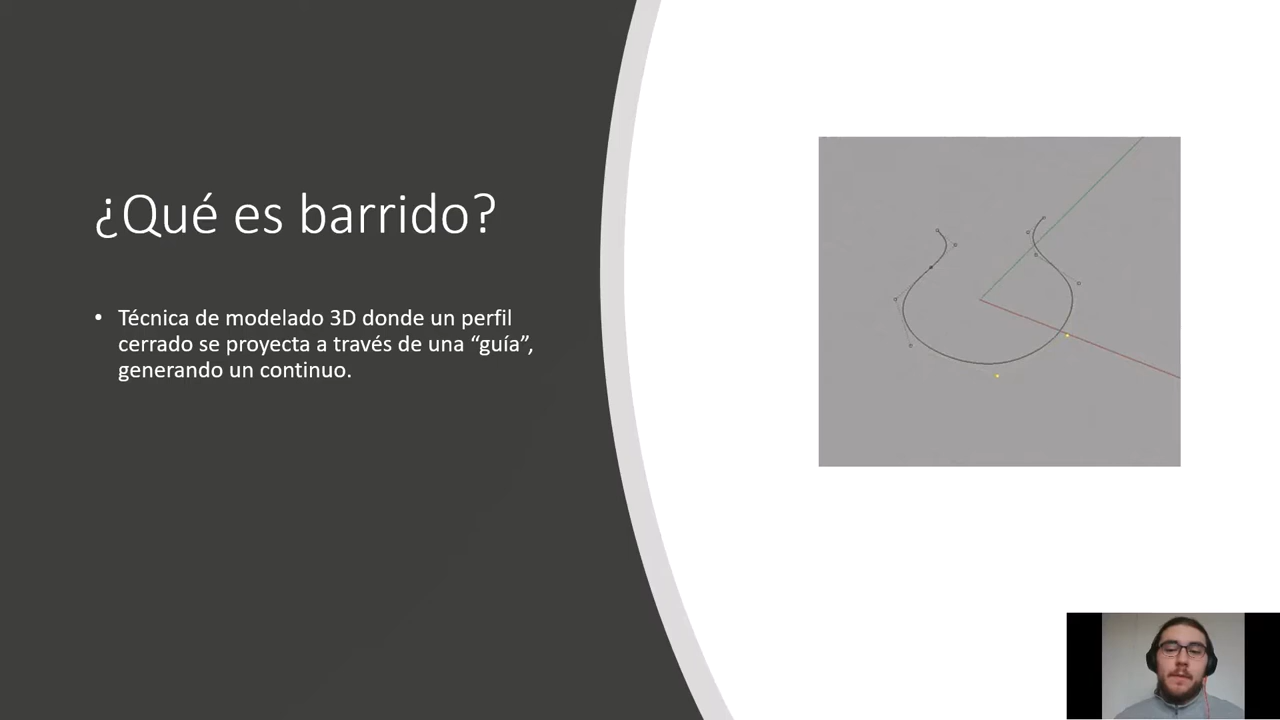 ¿Qué es barrido?
• Técnica de modelado 3D donde un perfil
cerrado se proyecta a través de una “guía”,
generando un continuo.